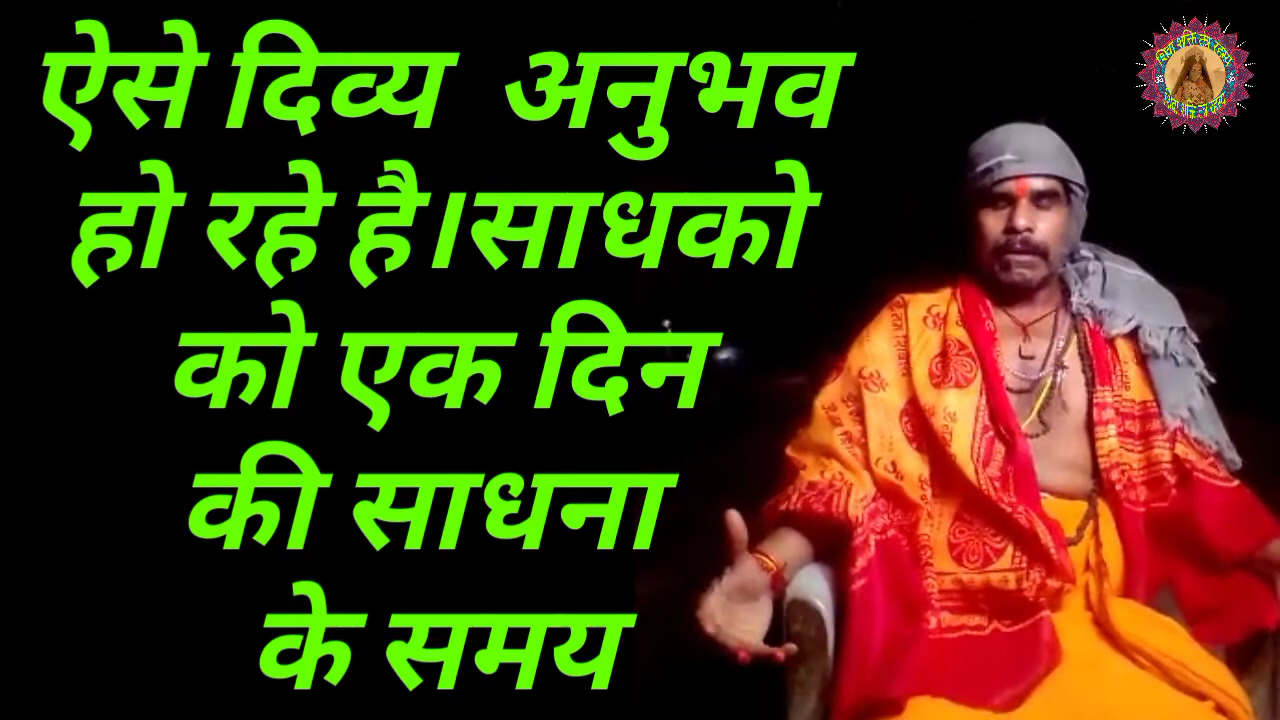 ऐसे दिव्य अनुभव
हो रहे है।साधको
को एक दिन
की साधना
के समय